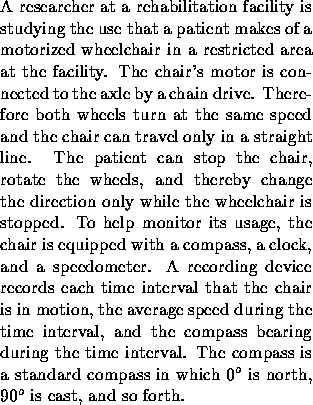 A researcher at a rehabilitation facility is
studying the use that a patient makes of a
motorized wheelchair in a restricted area
at the facility. The chair's motor is con-
nected to the axle by a chain drive. There-
fore both wheels turn at the same speed
and the chair can travel only in a straight
line. The patient can stop the chair,
rotate the wheels, and thereby change
the direction only while the wheelchair is
stopped. To help monitor its usage, the
chair is equipped with a compass, a clock,
and a speedometer. A recording device
records each time interval that the chair
is in motion, the average speed during the
time interval, and the compass bearing
during the time interval. The compass is
a standard compass in which 0° is north,
90° is east, and so forth.